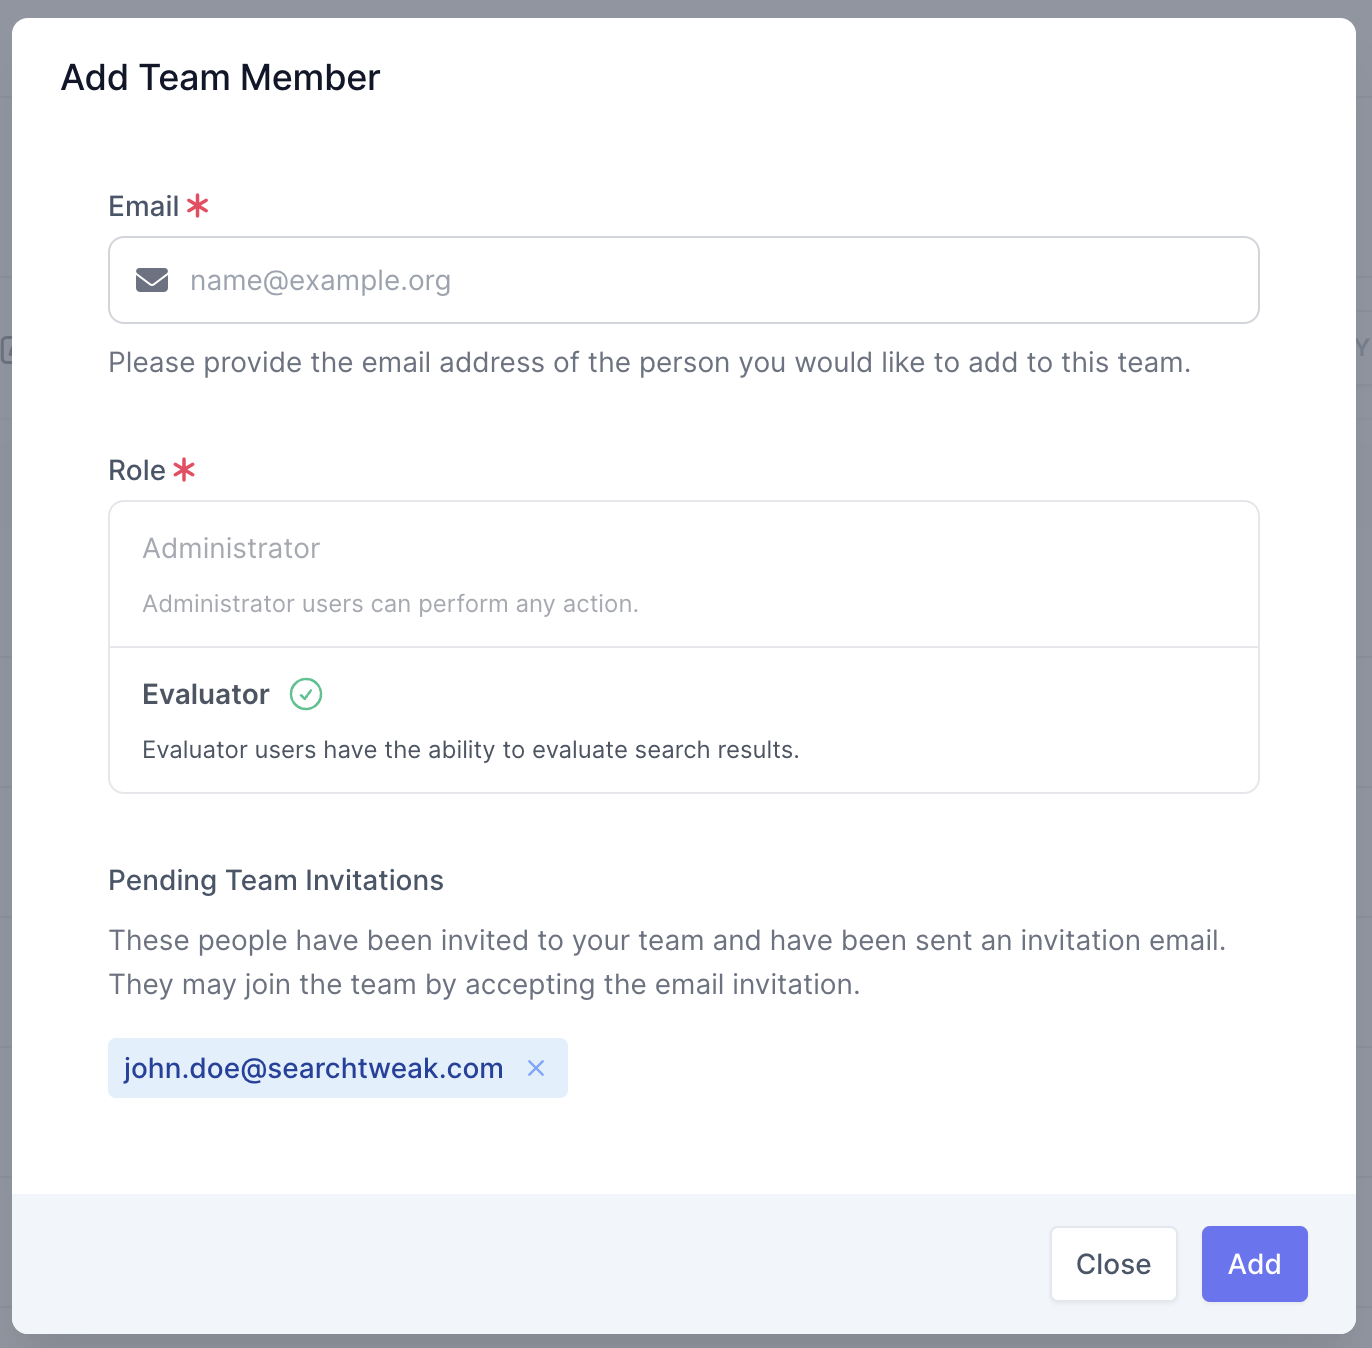 Add Team Member
Email *
name@example.org
Please provide the email address of the person you would like to add to this team.
Role *
Administrator
Administrator users can perform any action.
Evaluator
Evaluator users have the ability to evaluate search results.
Pending Team Invitations
These people have been invited to your team and have been sent an invitation email.
They may join the team by accepting the email invitation.
john.doe@searchtweak.com
Close
Add